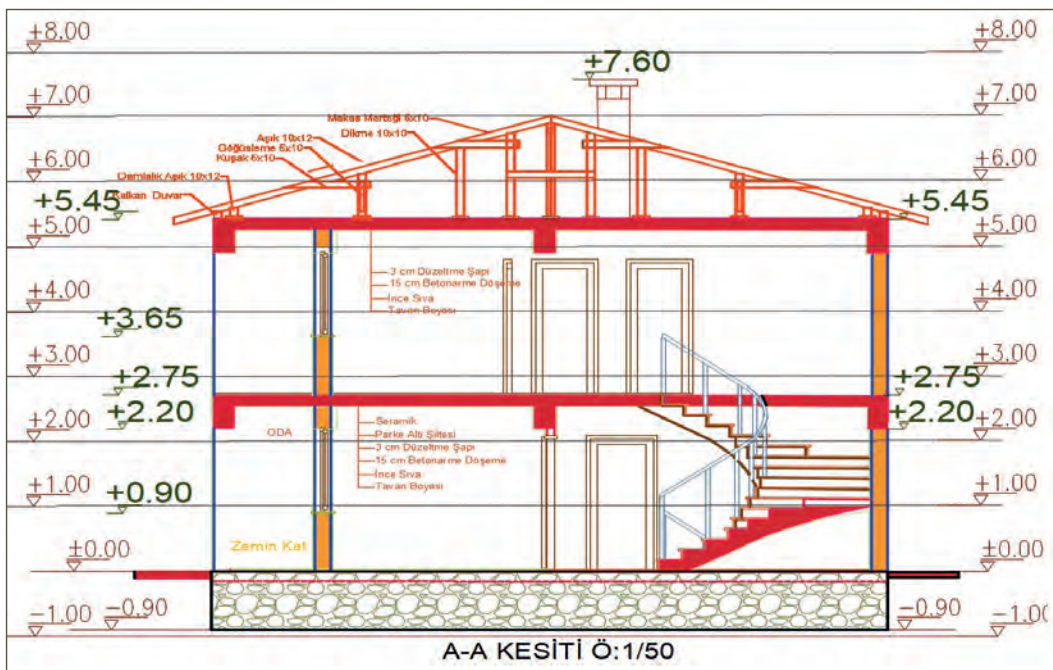 +8.00 +8.00
+7.60
+7.00 +7.00
Makas Merteği 5x10
Dikme 10x10
Aşık 10x12
Göğüsleme 5x10
Kuşak 5x10
+6.00 +6.00
Damlalık Aşık 10x12
Kalkan Duvar
+5.45 +5.45
+5.00 +5.00
3 cm Düzeltme Şapı
15 cm Betonarme Döşeme
İnce Sıva
Tavan Boyası
+4.00 +4.00
+3.65
+3.00 +3.00
+2.75 +2.75
+2.20 +2.20
+2.00 +2.00
ODA
Seramik
Parke Altı Şiltesi
3 cm Düzeltme Şapı
15 cm Betonarme Döşeme
İnce Sıva
Tavan Boyası
+1.00 +1.00
+0.90
Zemin Kat
±0.00 ±0.00
-0.90 -0.90
-1.00 -1.00
A-A KESİTİ Ö:1/50